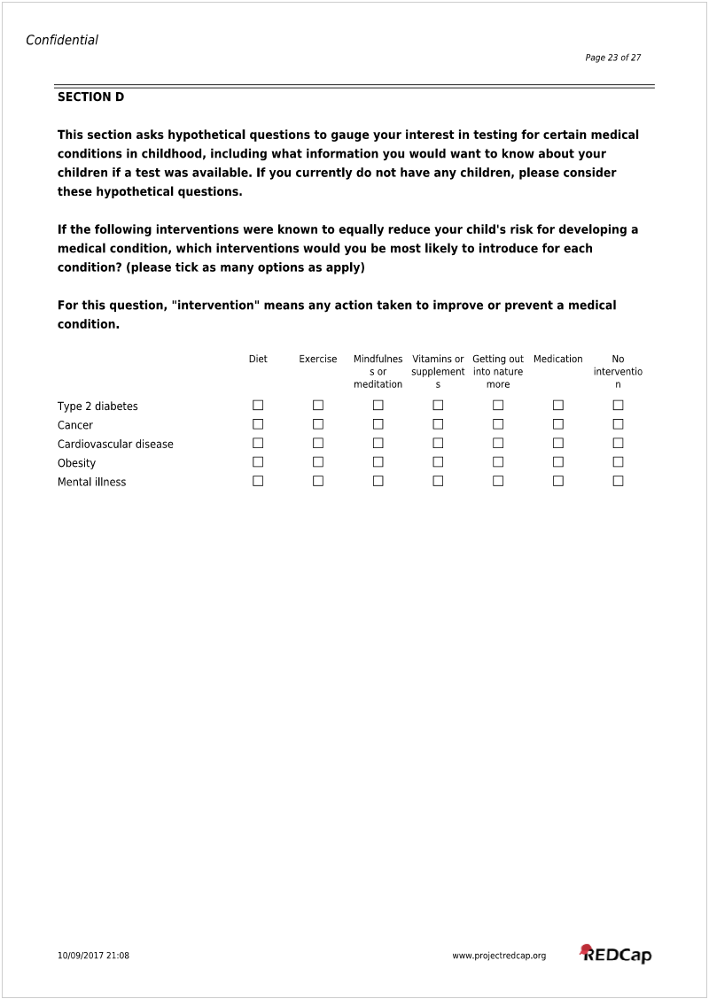 Confidential
Page 23 of 27
SECTION D
This section asks hypothetical questions to gauge your interest in testing for certain medical
conditions in childhood, including what information you would want to know about your
children if a test was available. If you currently do not have any children, please consider
these hypothetical questions.
If the following interventions were known to equally reduce your child's risk for developing a
medical condition, which interventions would you be most likely to introduce for each
condition? (please tick as many options as apply)
For this question, "intervention" means any action taken to improve or prevent a medical
condition.
Diet Exercise Mindfulnes Vitamins or Getting out Medication No
s or supplement into nature interventio
meditation s more n
Type 2 diabetes
Cancer
Cardiovascular disease
Obesity
Mental illness
10/09/2017 21:08 www.projectredcap.org REDCap